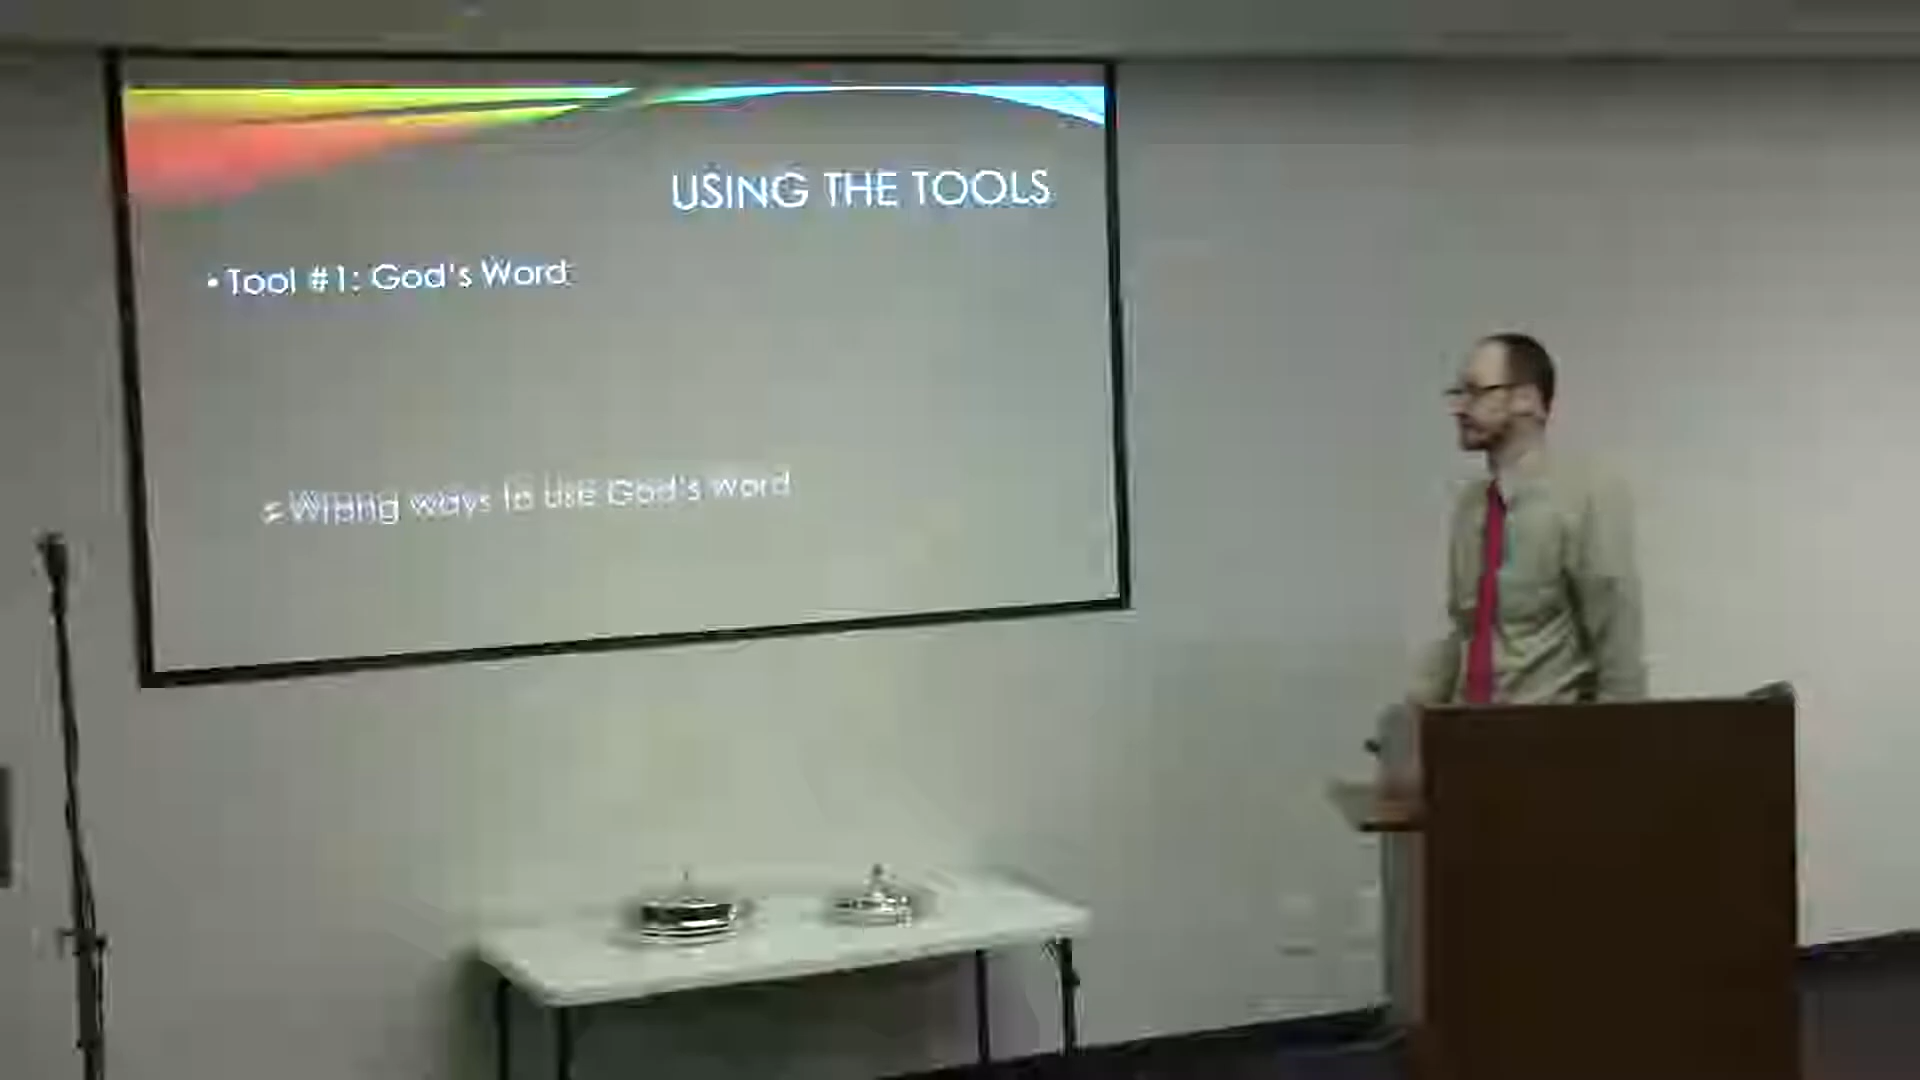 USING THE TOOLS
• Tool #1: God's Word
Wrong ways to use God's word